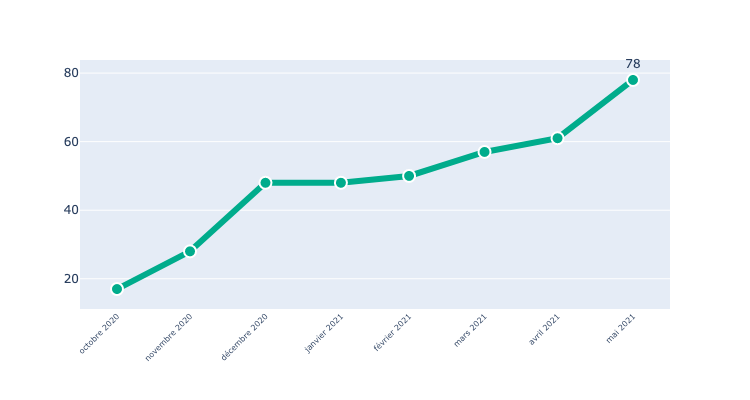 78
80
60
40
20
octobre 2020
novembre 2020
décembre 2020
janvier 2021
février 2021
mars 2021
avril 2021
mai 2021